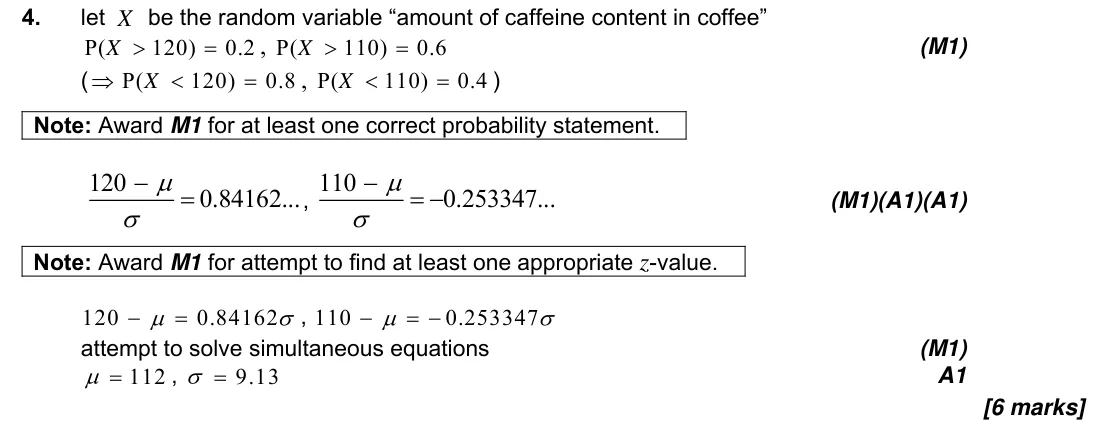 4. let X be the random variable “amount of caffeine content in coffee”
P(X > 120) = 0.2 , P(X > 110) = 0.6 (M1)
(⇒ P(X < 120) = 0.8 , P(X < 110) = 0.4 )
Note: Award M1 for at least one correct probability statement.
(120 − μ)/σ = 0.84162... , (110 − μ)/σ = −0.253347... (M1)(A1)(A1)
Note: Award M1 for attempt to find at least one appropriate z-value.
120 − μ = 0.84162σ , 110 − μ = −0.253347σ
attempt to solve simultaneous equations (M1)
μ = 112 , σ = 9.13 A1
[6 marks]